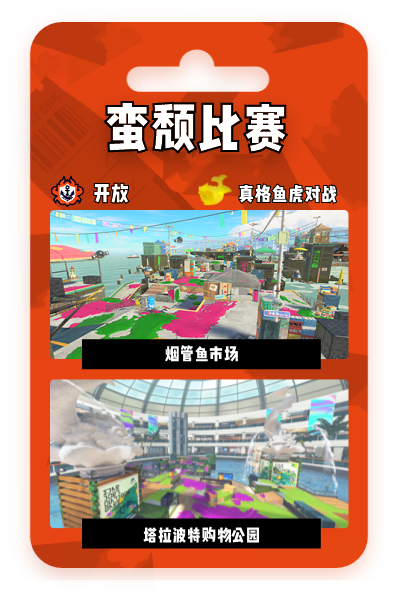 蛮颓比赛
开放
真格鱼虎对战
烟管鱼市场
塔拉波特购物公园